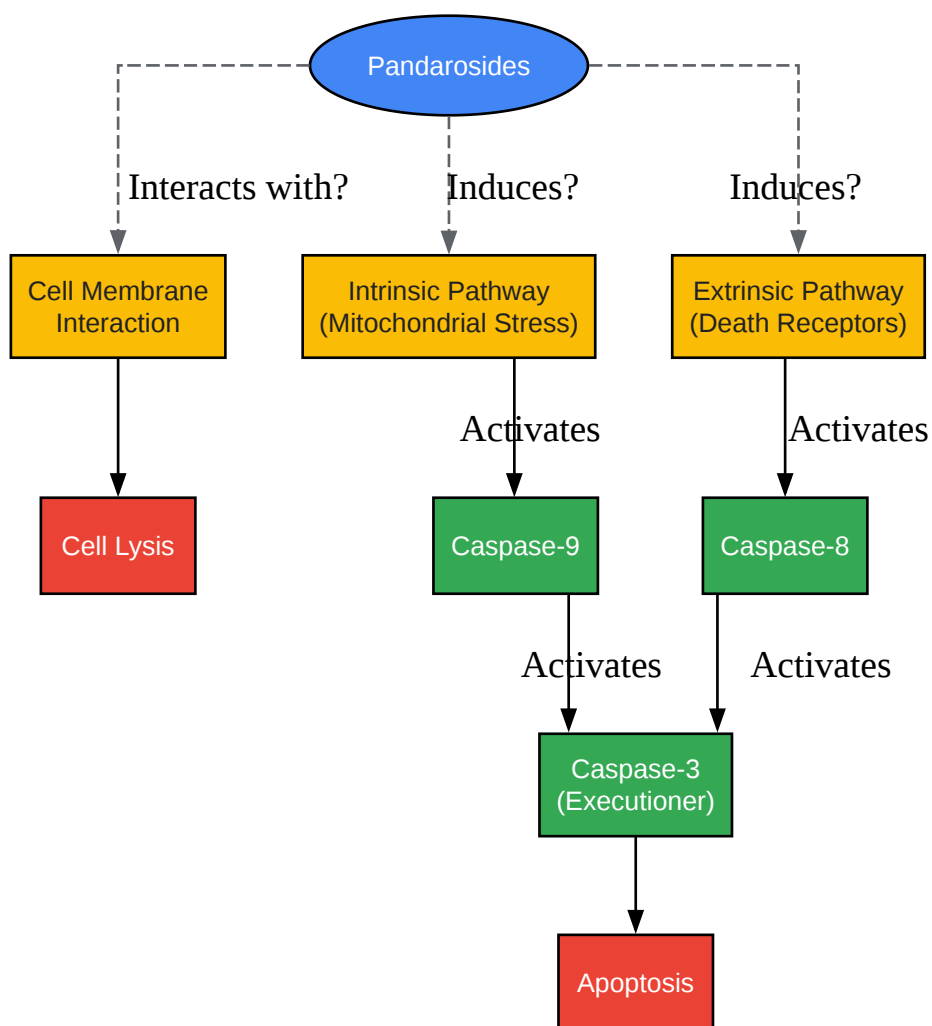 Pandarosides
Interacts with?
Induces?
Induces?
Cell Membrane
Interaction
Intrinsic Pathway
(Mitochondrial Stress)
Extrinsic Pathway
(Death Receptors)
Activates
Activates
Cell Lysis
Caspase-9
Caspase-8
Activates
Activates
Caspase-3
(Executioner)
Apoptosis